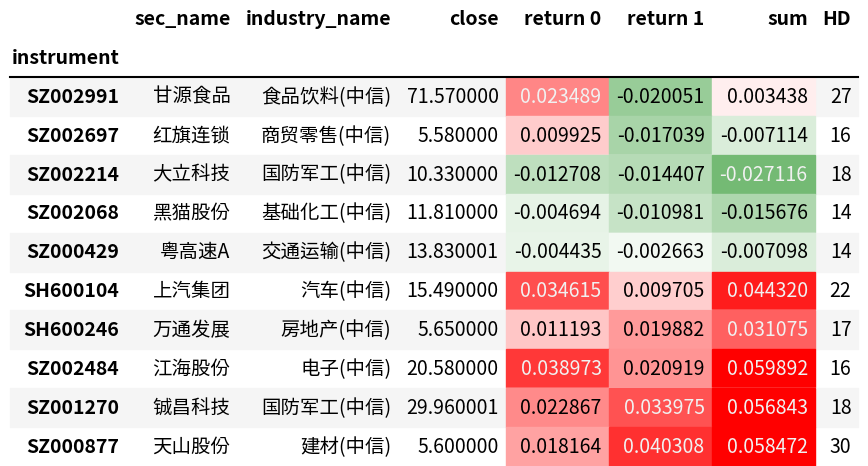 sec_name industry_name close return 0 return 1 sum HD
instrument
SZ002991 甘源食品 食品饮料(中信) 71.570000 0.023489 -0.020051 0.003438 27
SZ002697 红旗连锁 商贸零售(中信) 5.580000 0.009925 -0.017039 -0.007114 16
SZ002214 大立科技 国防军工(中信) 10.330000 -0.012708 -0.014407 -0.027116 18
SZ002068 黑猫股份 基础化工(中信) 11.810000 -0.004694 -0.010981 -0.015676 14
SZ000429 粤高速A 交通运输(中信) 13.830001 -0.004435 -0.002663 -0.007098 14
SH600104 上汽集团 汽车(中信) 15.490000 0.034615 0.009705 0.044320 22
SH600246 万通发展 房地产(中信) 5.650000 0.011193 0.019882 0.031075 17
SZ002484 江海股份 电子(中信) 20.580000 0.038973 0.020919 0.059892 16
SZ001270 铖昌科技 国防军工(中信) 29.960001 0.022867 0.033975 0.056843 18
SZ000877 天山股份 建材(中信) 5.600000 0.018164 0.040308 0.058472 30